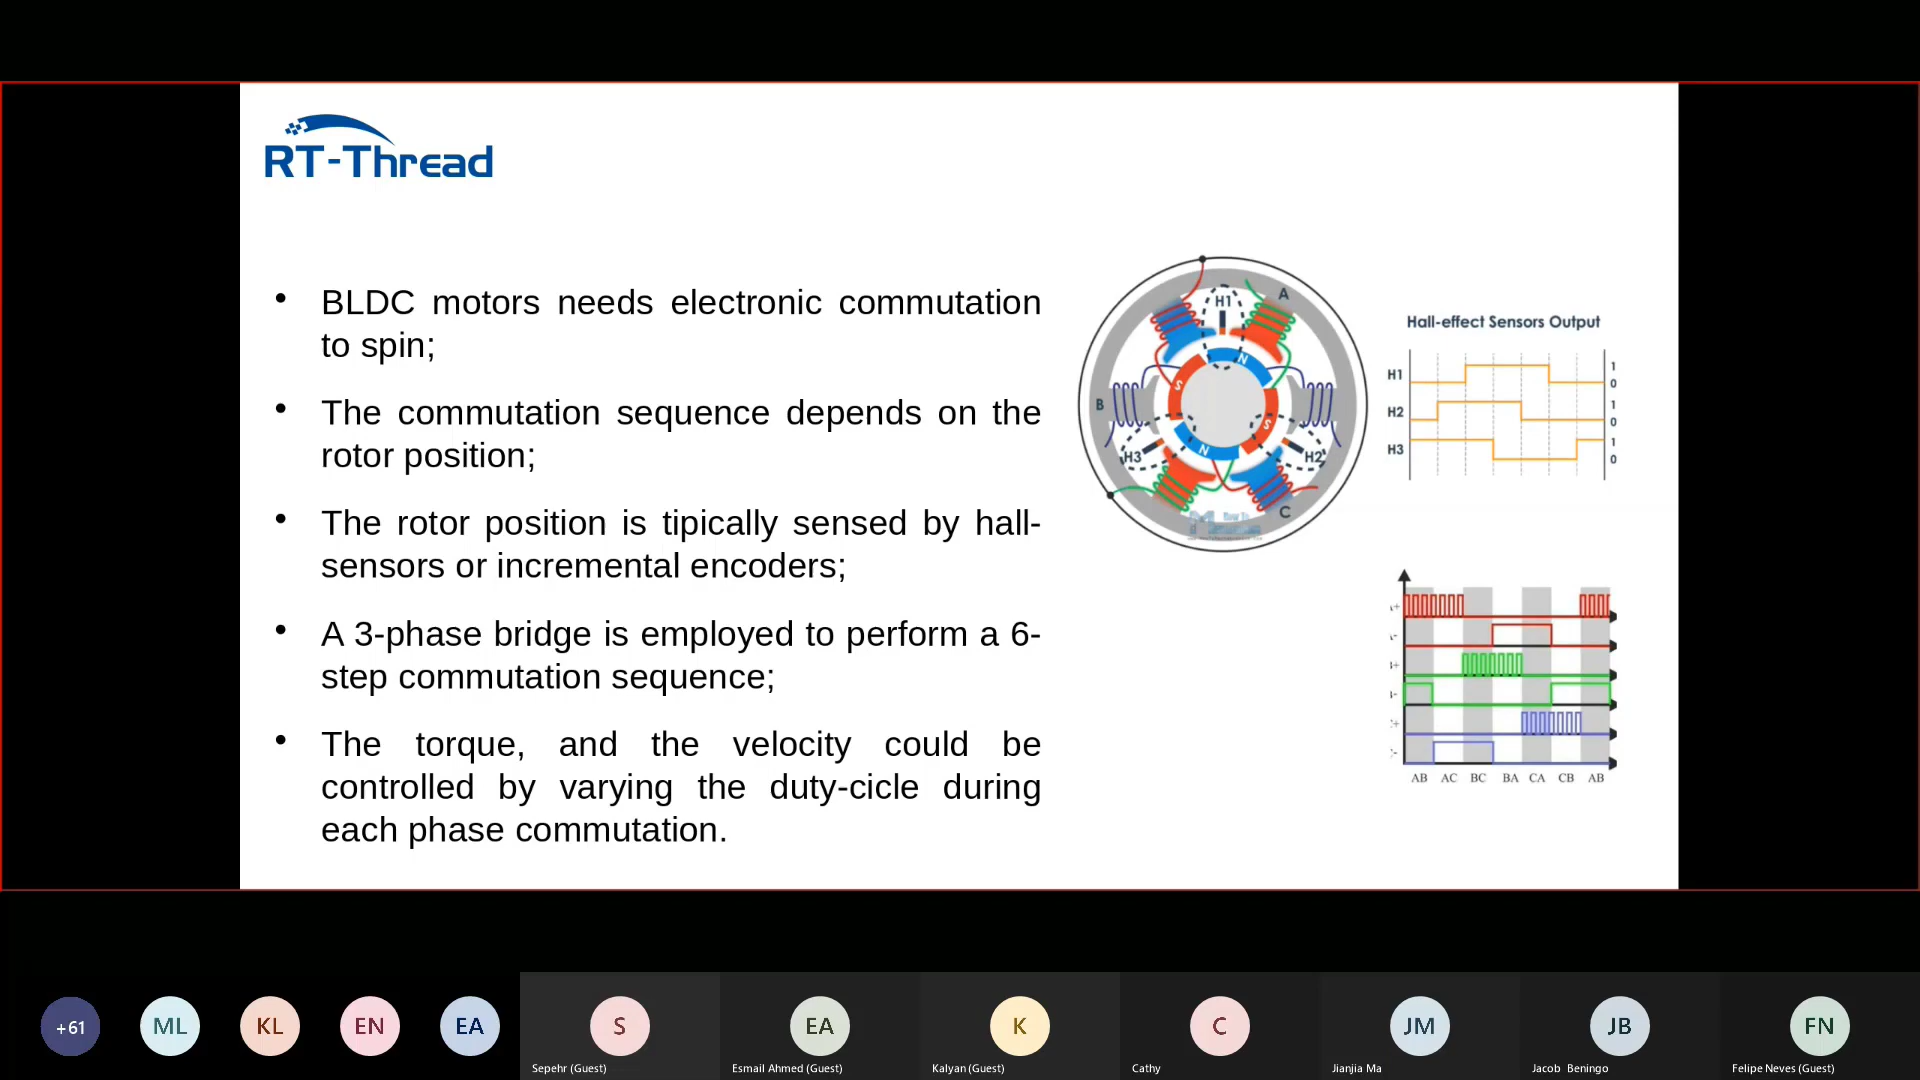 RT-Thread
• BLDC motors needs electronic commutation
to spin;
• The commutation sequence depends on the
rotor position;
• The rotor position is tipically sensed by hall-
sensors or incremental encoders;
• A 3-phase bridge is employed to perform a 6-
step commutation sequence;
• The torque, and the velocity could be
controlled by varying the duty-cicle during
each phase commutation.
H1
A
N
S
B
S
H3
N
H2
C
Hall-effect Sensors Output
H1 1
0
H2 1
0
H3 1
0
AB AC BC BA CA CB AB
+61 ML KL EN EA S EA K C JM JB FN
Sepehr (Guest) Esmail Ahmed (Guest) Kalyan (Guest) Cathy Jianjia Ma Jacob Beningo Felipe Neves (Guest)